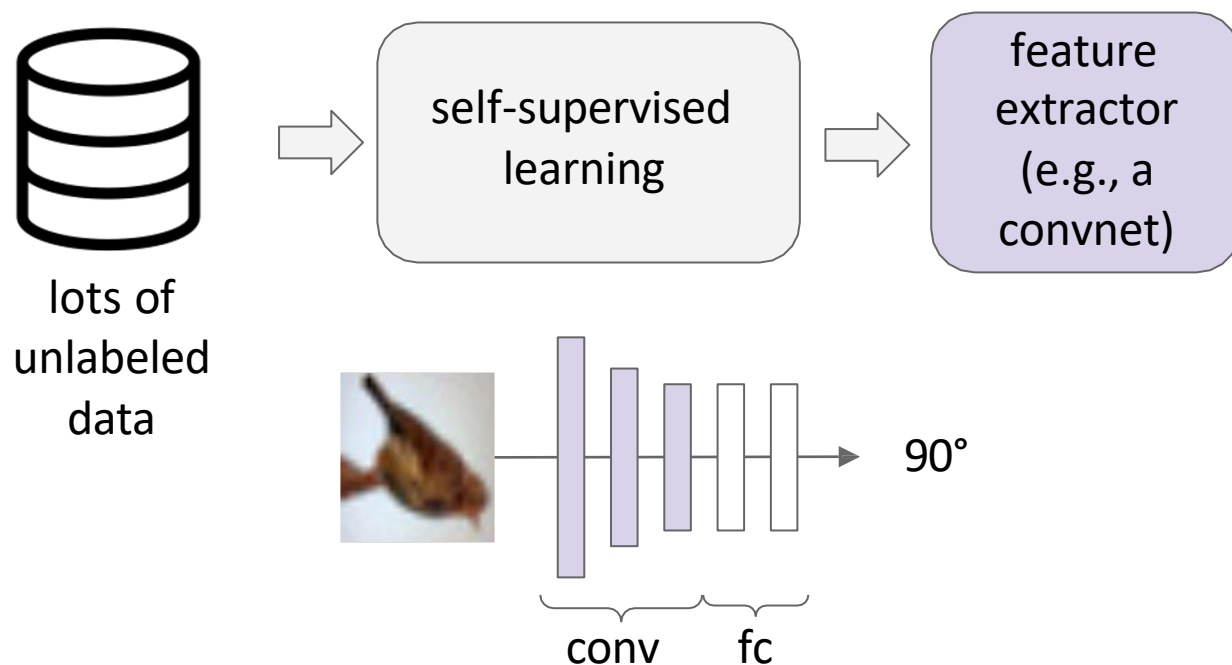 lots of
unlabeled
data
self-supervised
learning
feature
extractor
(e.g., a
convnet)
90°
conv
fc